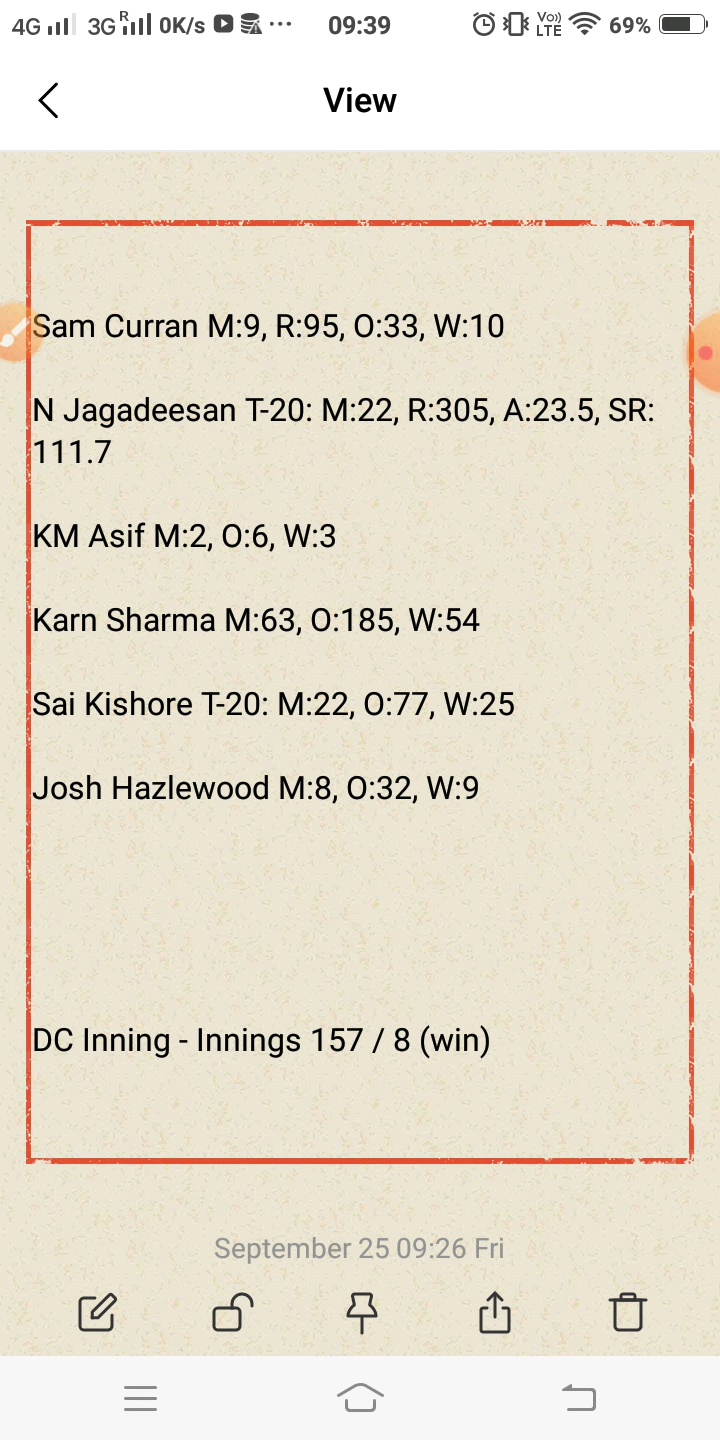 4G 3G R 0K/s ... 09:39 Vo)) LTE 69%
View
Sam Curran M:9, R:95, O:33, W:10
N Jagadeesan T-20: M:22, R:305, A:23.5, SR:
111.7
KM Asif M:2, O:6, W:3
Karn Sharma M:63, O:185, W:54
Sai Kishore T-20: M:22, O:77, W:25
Josh Hazlewood M:8, O:32, W:9
DC Inning - Innings 157 / 8 (win)
September 25 09:26 Fri